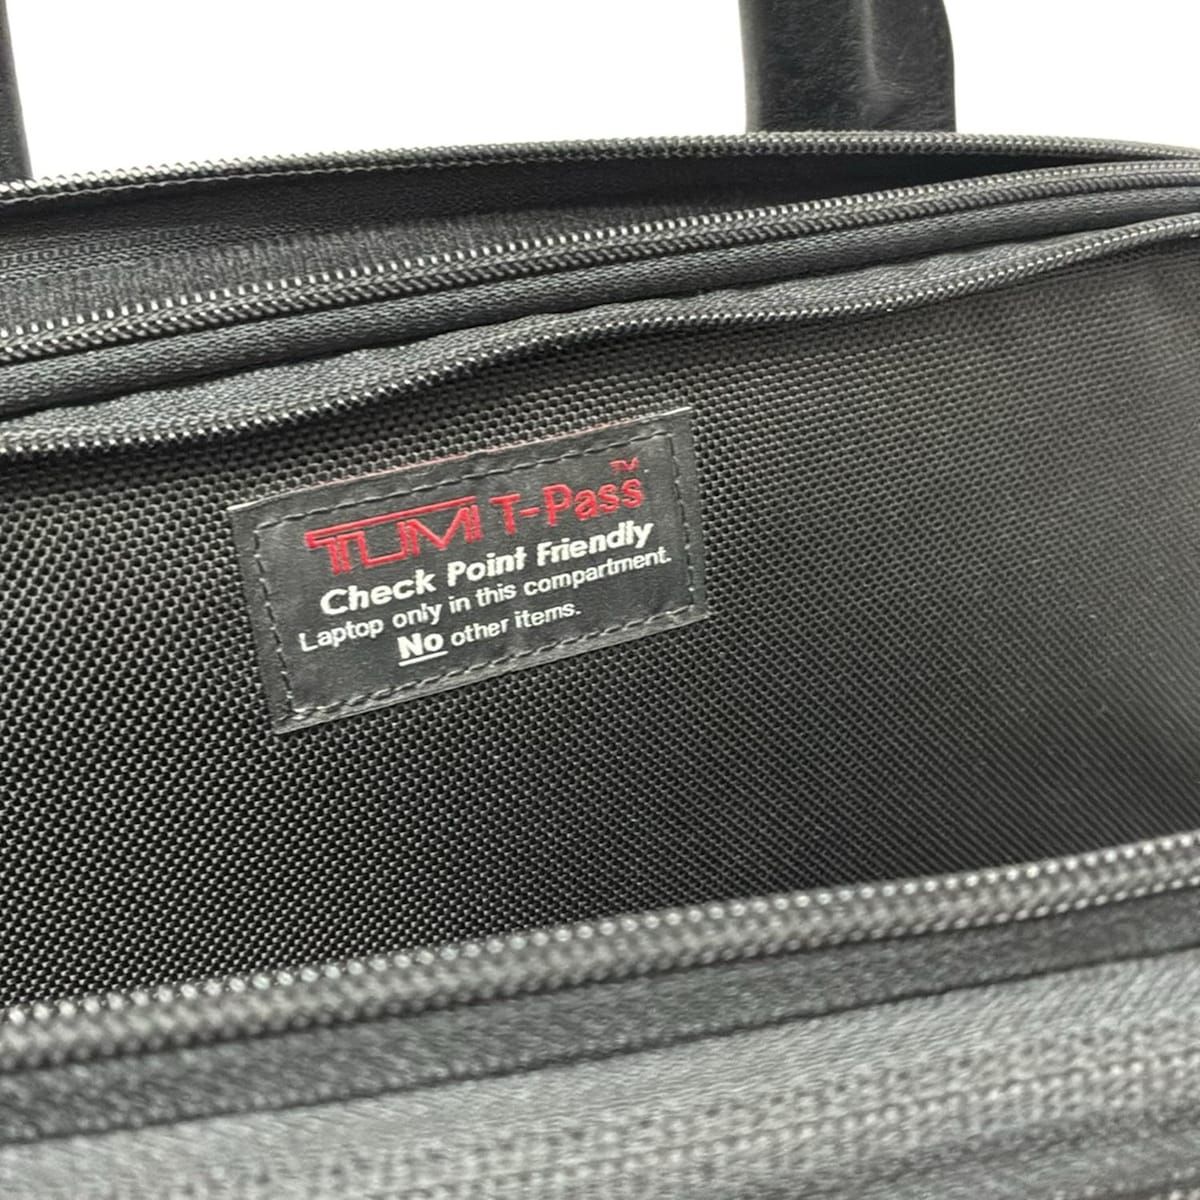 TUMI T-Pass™
Check Point Friendly
Laptop only in this compartment.
No other items.